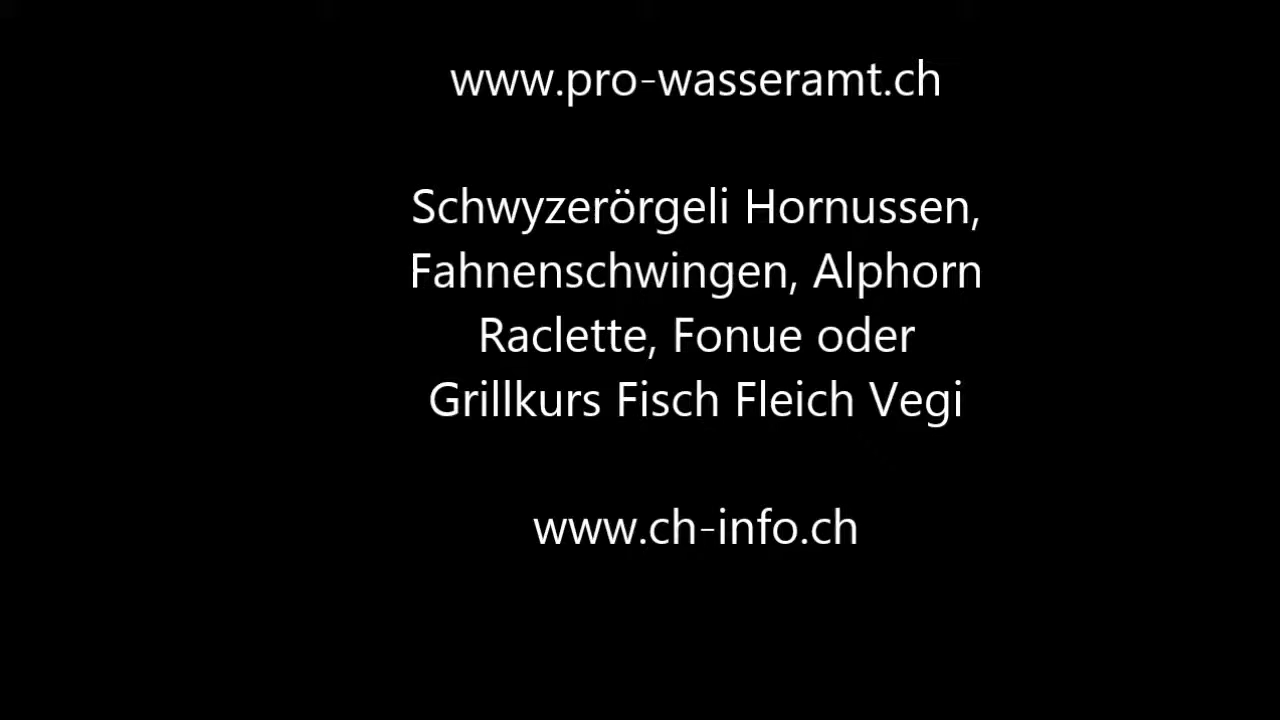 www.pro-wasseramt.ch
Schwyzerörgeli Hornussen,
Fahnenschwingen, Alphorn
Raclette, Fonue oder
Grillkurs Fisch Fleich Vegi
www.ch-info.ch